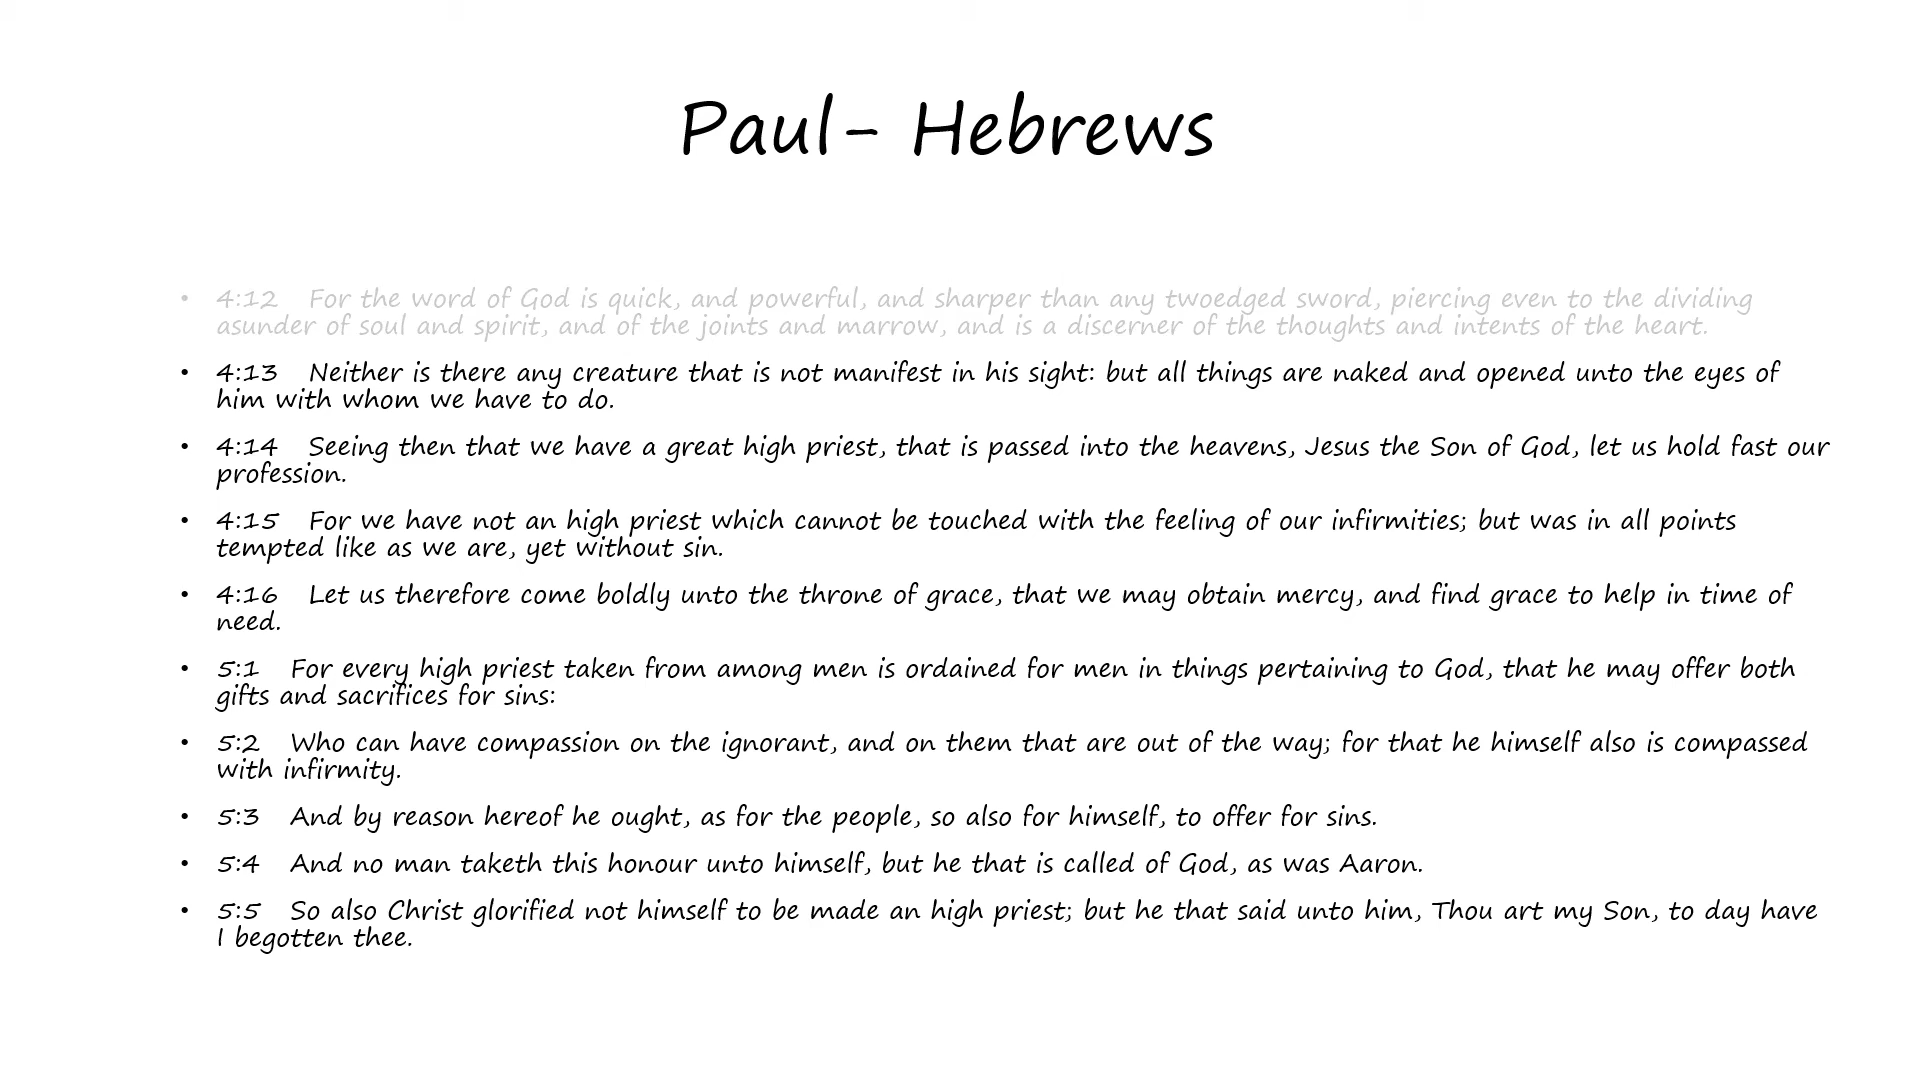 Paul- Hebrews
• 4:12 For the word of God is quick, and powerful, and sharper than any twoedged sword, piercing even to the dividing
asunder of soul and spirit, and of the joints and marrow, and is a discerner of the thoughts and intents of the heart.
• 4:13 Neither is there any creature that is not manifest in his sight: but all things are naked and opened unto the eyes of
him with whom we have to do.
• 4:14 Seeing then that we have a great high priest, that is passed into the heavens, Jesus the Son of God, let us hold fast our
profession.
• 4:15 For we have not an high priest which cannot be touched with the feeling of our infirmities; but was in all points
tempted like as we are, yet without sin.
• 4:16 Let us therefore come boldly unto the throne of grace, that we may obtain mercy, and find grace to help in time of
need.
• 5:1 For every high priest taken from among men is ordained for men in things pertaining to God, that he may offer both
gifts and sacrifices for sins:
• 5:2 Who can have compassion on the ignorant, and on them that are out of the way; for that he himself also is compassed
with infirmity.
• 5:3 And by reason hereof he ought, as for the people, so also for himself, to offer for sins.
• 5:4 And no man taketh this honour unto himself, but he that is called of God, as was Aaron.
• 5:5 So also Christ glorified not himself to be made an high priest; but he that said unto him, Thou art my Son, to day have
I begotten thee.